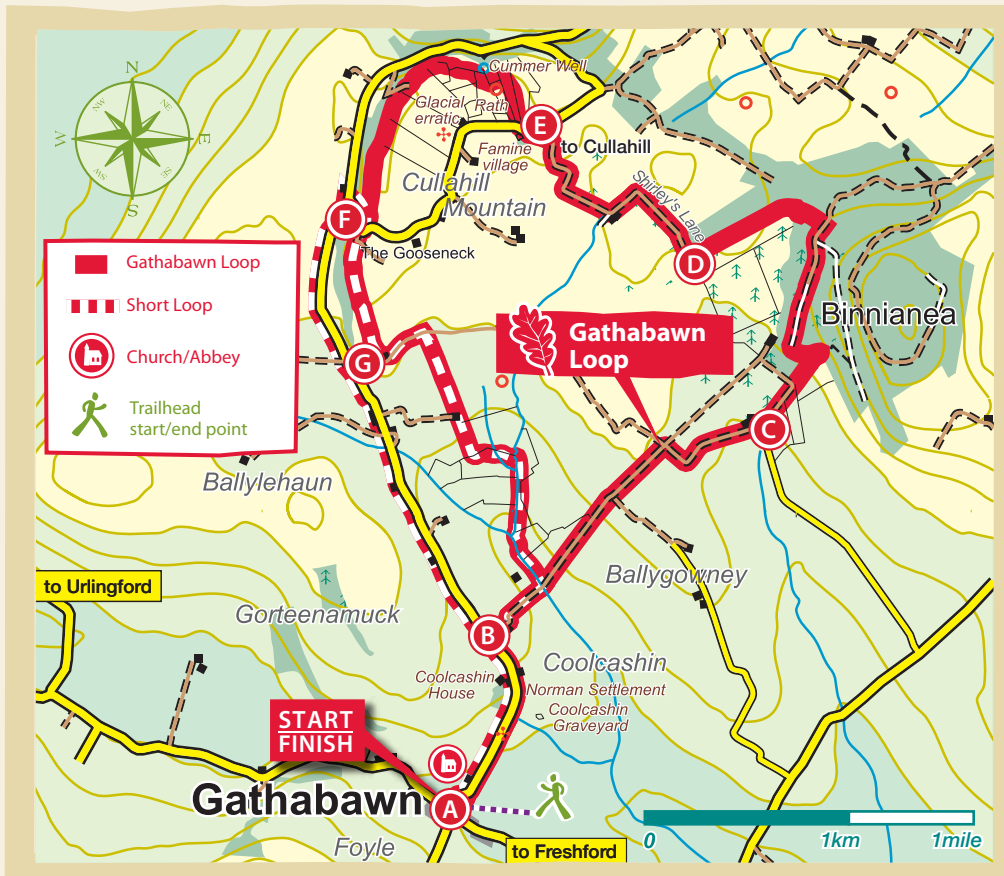 N
NW
NE
W
E
SW
SE
S
Gathabawn Loop
Short Loop
Church/Abbey
Trailhead
start/end point
Cummer Well
Glacial
erratic
Rath
E
Famine
village
to Cullahill
Cullahill
Mountain
Shirley's Lane
F
The Gooseneck
D
Binnianea
Gathabawn
Loop
G
C
Ballylehaun
Ballygowney
to Urlingford
Gorteenamuck
B
Coolcashin
Coolcashin
House
Norman Settlement
Coolcashin
Graveyard
START
FINISH
Gathabawn
A
Foyle
to Freshford
0
1km
1mile